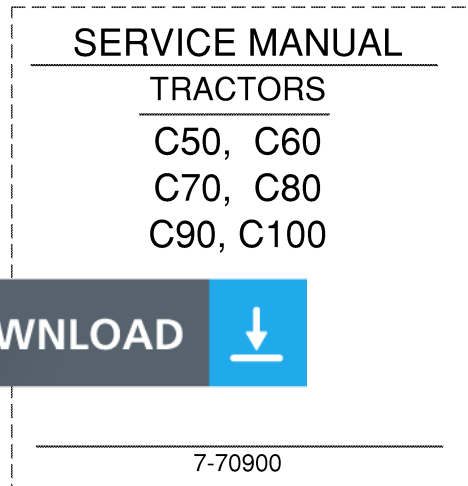 SERVICE MANUAL
TRACTORS
C50, C60
C70, C80
C90, C100
WNLOAD
7-70900